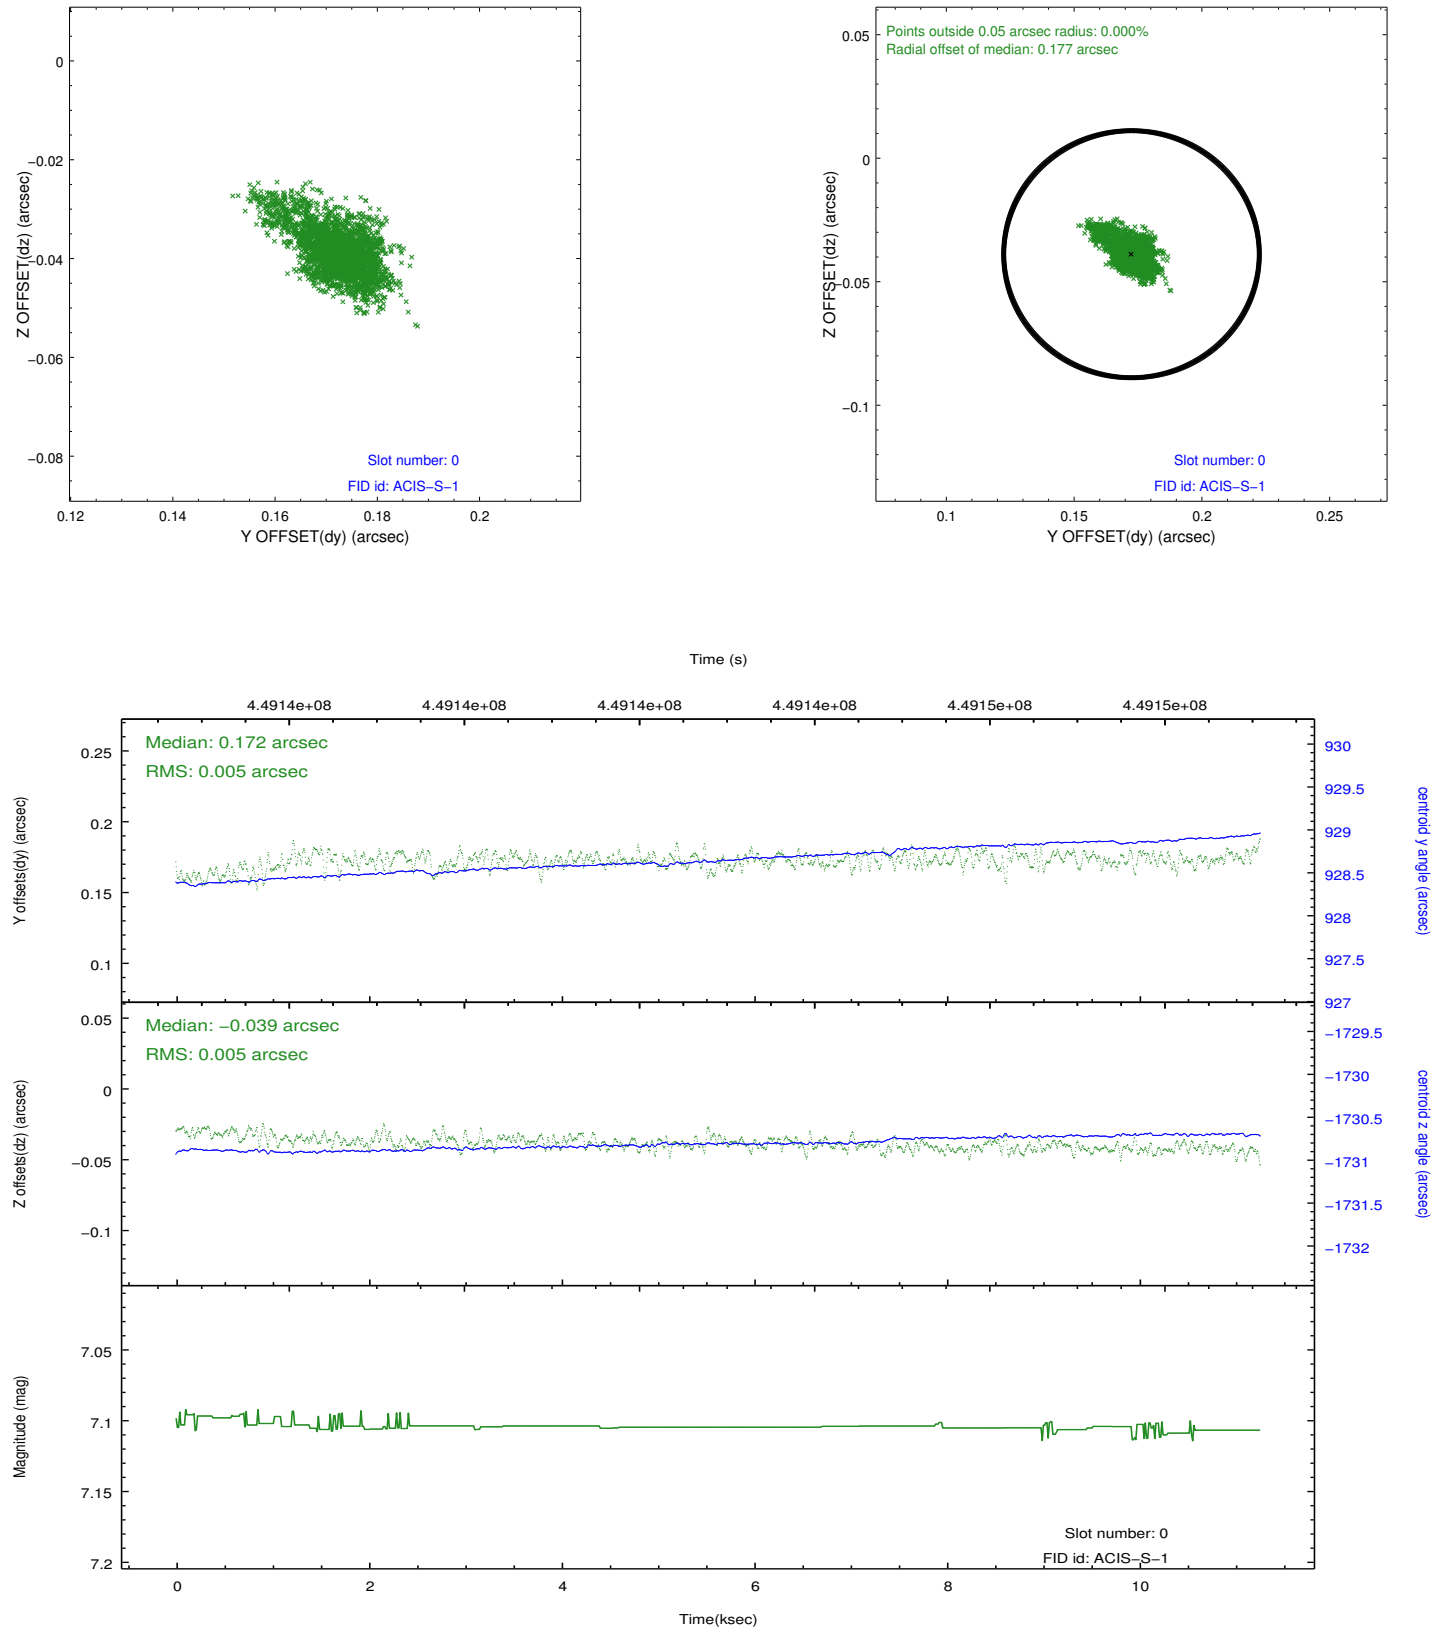 0
−0.02
−0.04
−0.06
−0.08
Z OFFSET(dz) (arcsec)
Slot number: 0
FID id: ACIS−S−1
0.12 0.14 0.16 0.18 0.2
Y OFFSET(dy) (arcsec)
Points outside 0.05 arcsec radius: 0.000%
Radial offset of median: 0.177 arcsec
0.05
0
−0.05
−0.1
Z OFFSET(dz) (arcsec)
Slot number: 0
FID id: ACIS−S−1
0.1 0.15 0.2 0.25
Y OFFSET(dy) (arcsec)
Time (s)
4.4914e+08 4.4914e+08 4.4914e+08 4.4914e+08 4.4915e+08 4.4915e+08
Median: 0.172 arcsec
RMS: 0.005 arcsec
0.25
0.2
0.15
0.1
Y offsets(dy) (arcsec)
930
929.5
929
928.5
928
927.5
927
centroid y angle (arcsec)
Median: −0.039 arcsec
RMS: 0.005 arcsec
0.05
0
−0.05
−0.1
Z offsets(dz) (arcsec)
−1729.5
−1730
−1730.5
−1731
−1731.5
−1732
centroid z angle (arcsec)
7.05
7.1
7.15
7.2
Magnitude (mag)
Slot number: 0
FID id: ACIS−S−1
0 2 4 6 8 10
Time(ksec)